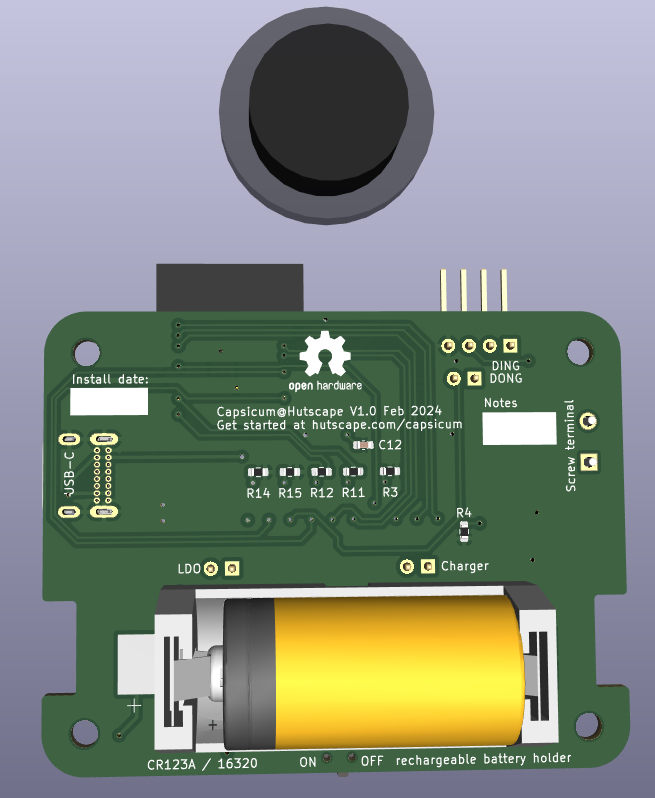 open hardware
DING
DONG
Install date:
Notes
Capsicum@Hutscape V1.0 Feb 2024
Get started at hutscape.com/capsicum
USB-C
Screw terminal
C12
R14 R15 R12 R11 R3
R4
LDO
Charger
+
+
CR123A / 16320
ON OFF rechargeable battery holder